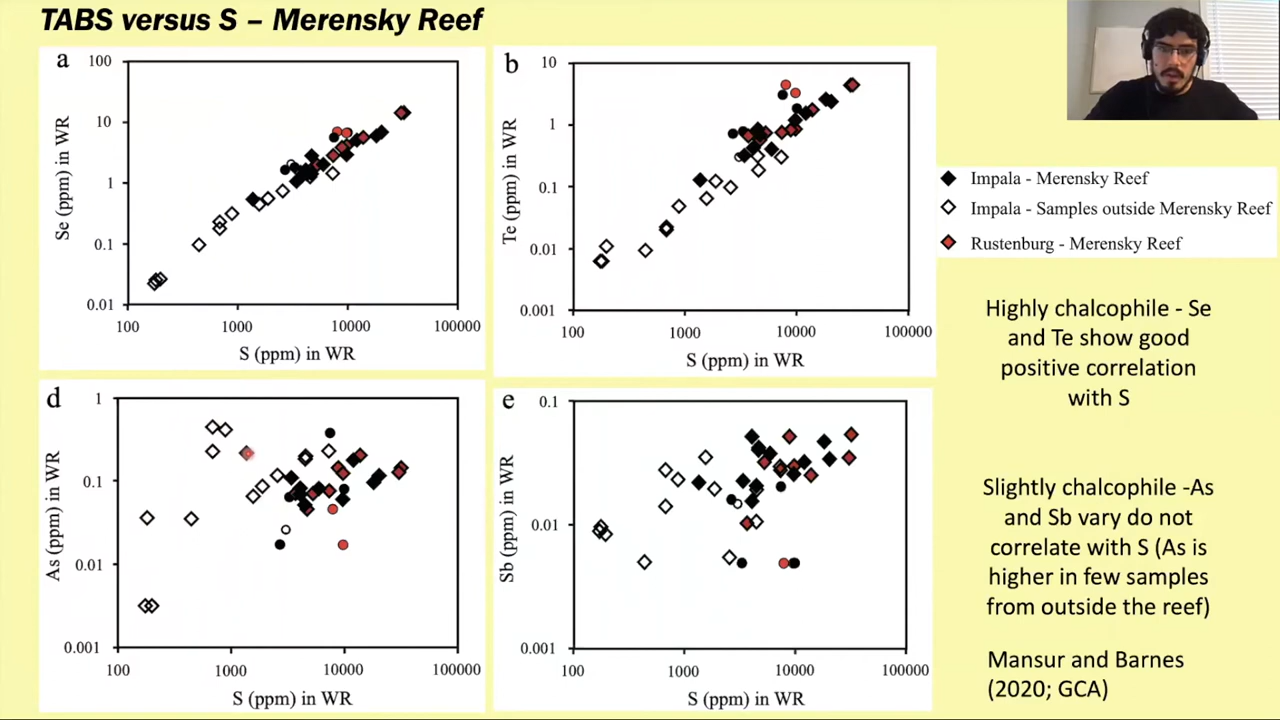 TABS versus S – Merensky Reef
a
100
10
1
0.1
0.01
Se (ppm) in WR
100
1000
10000
100000
S (ppm) in WR
b
10
1
0.1
0.01
0.001
Te (ppm) in WR
100
1000
10000
100000
S (ppm) in WR
Impala - Merensky Reef
Impala - Samples outside Merensky Reef
Rustenburg - Merensky Reef
Highly chalcophile - Se
and Te show good
positive correlation
with S
d
1
0.1
0.01
0.001
As (ppm) in WR
100
1000
10000
100000
S (ppm) in WR
e
0.1
0.01
0.001
Sb (ppm) in WR
100
1000
10000
100000
S (ppm) in WR
Slightly chalcophile -As
and Sb vary do not
correlate with S (As is
higher in few samples
from outside the reef)
Mansur and Barnes
(2020; GCA)